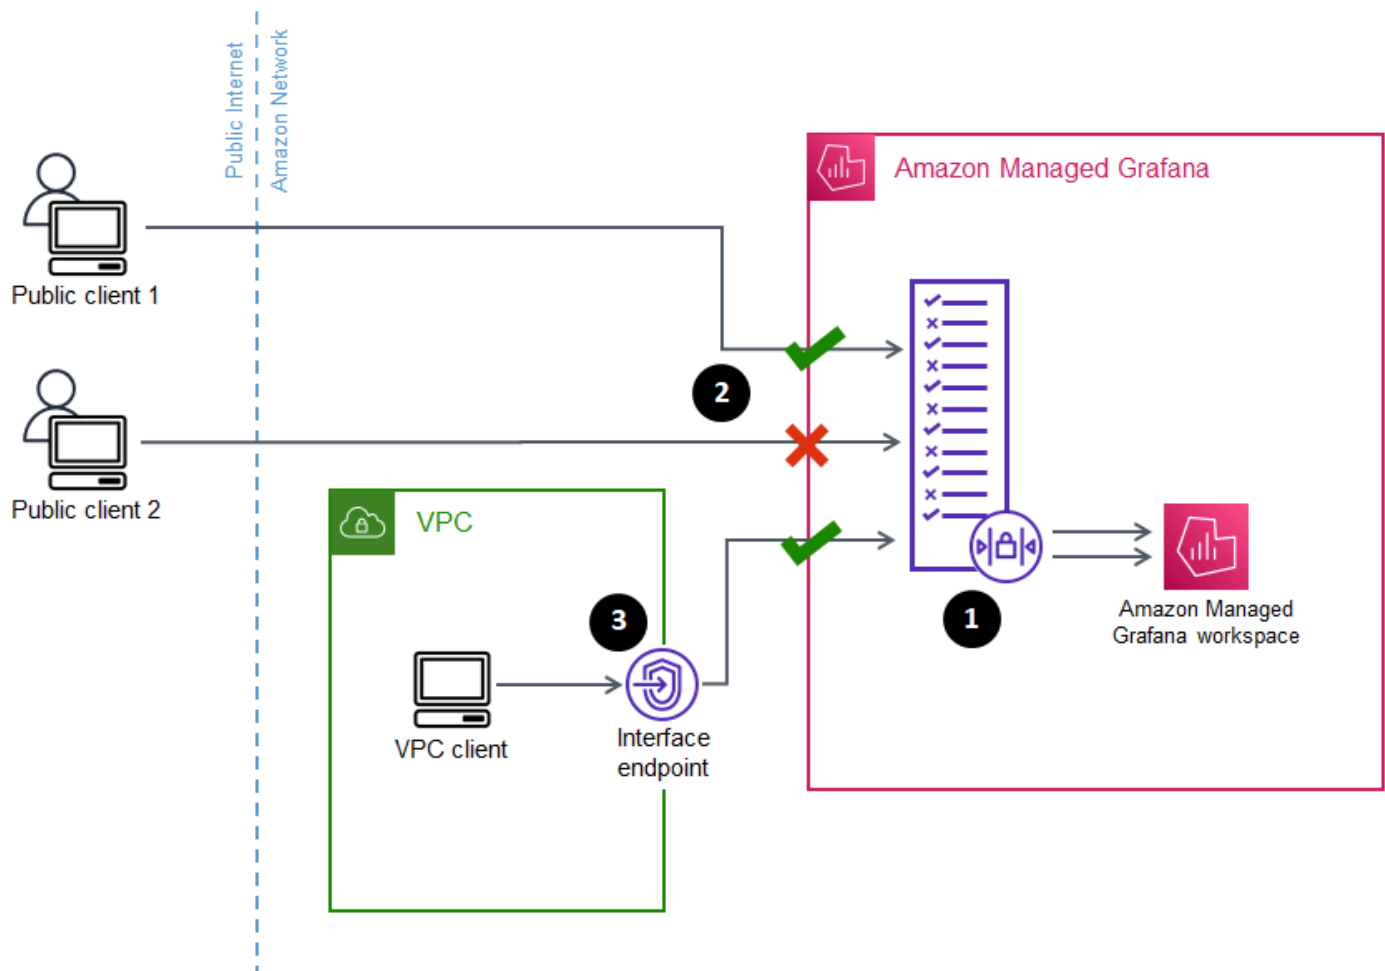 Public Internet
Amazon Network
Amazon Managed Grafana
Public client 1
2
Public client 2
VPC
3
1
Amazon Managed
Grafana workspace
VPC client
Interface
endpoint